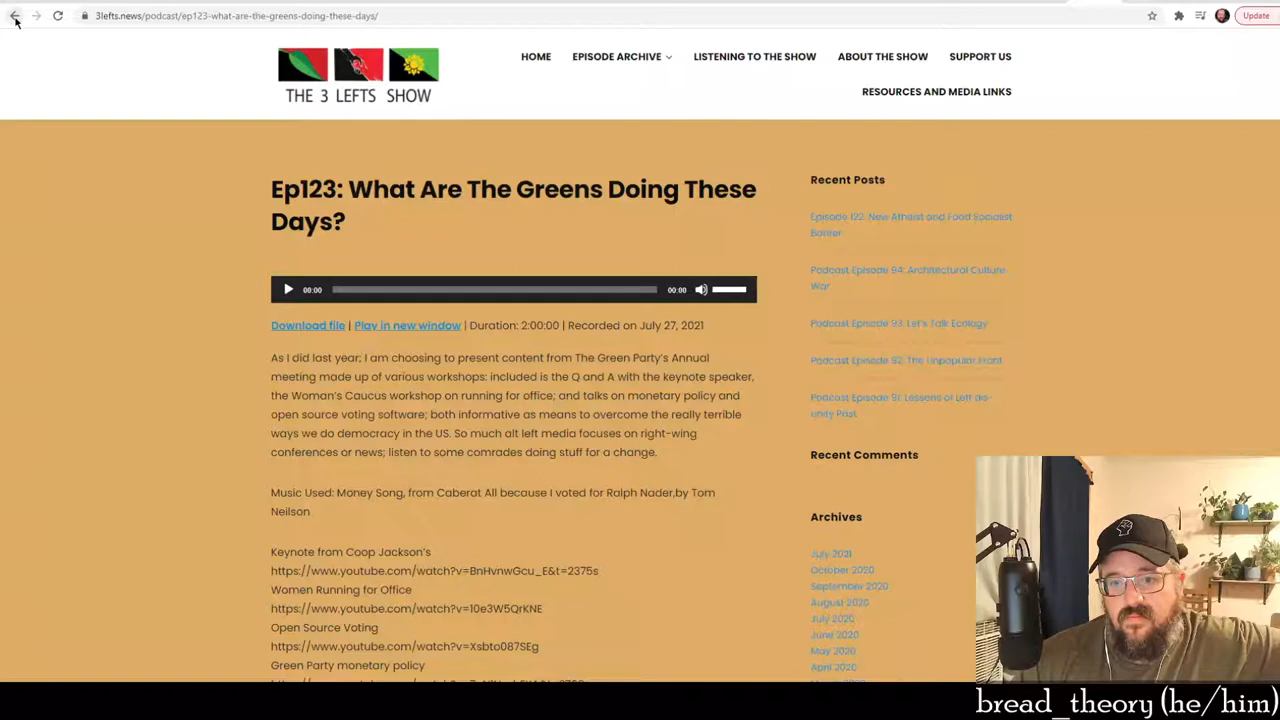 3lefts.news/podcast/ep123-what-are-the-greens-doing-these-days/
Update
THE 3 LEFTS SHOW
HOME
EPISODE ARCHIVE
LISTENING TO THE SHOW
ABOUT THE SHOW
SUPPORT US
RESOURCES AND MEDIA LINKS
Ep123: What Are The Greens Doing These
Days?
00:00
00:00
Download file | Play in new window | Duration: 2:00:00 | Recorded on July 27, 2021
As I did last year; I am choosing to present content from The Green Party's Annual
meeting made up of various workshops: included is the Q and A with the keynote speaker,
the Woman's Caucus workshop on running for office; and talks on monetary policy and
open source voting software; both informative as means to overcome the really terrible
ways we do democracy in the US. So much alt left media focuses on right-wing
conferences or news; listen to some comrades doing stuff for a change.
Music Used: Money Song, from Caberat All because I voted for Ralph Nader,by Tom
Neilson
Keynote from Coop Jackson's
https://www.youtube.com/watch?v=BnHvnwGcu_E&t=2375s
Women Running for Office
https://www.youtube.com/watch?v=10e3W5QrKNE
Open Source Voting
https://www.youtube.com/watch?v=Xsbto087SEg
Green Party monetary policy
Recent Posts
Episode 122: New Atheist and Food Socialist
Banter
Podcast Episode 94: Architectural Culture
War
Podcast Episode 93: Let's Talk Ecology
Podcast Episode 92: The Unpopular Front
Podcast Episode 91: Lessons of Left dis-
unity Past
Recent Comments
Archives
July 2021
October 2020
September 2020
August 2020
July 2020
June 2020
May 2020
April 2020
bread_theory (he/him)